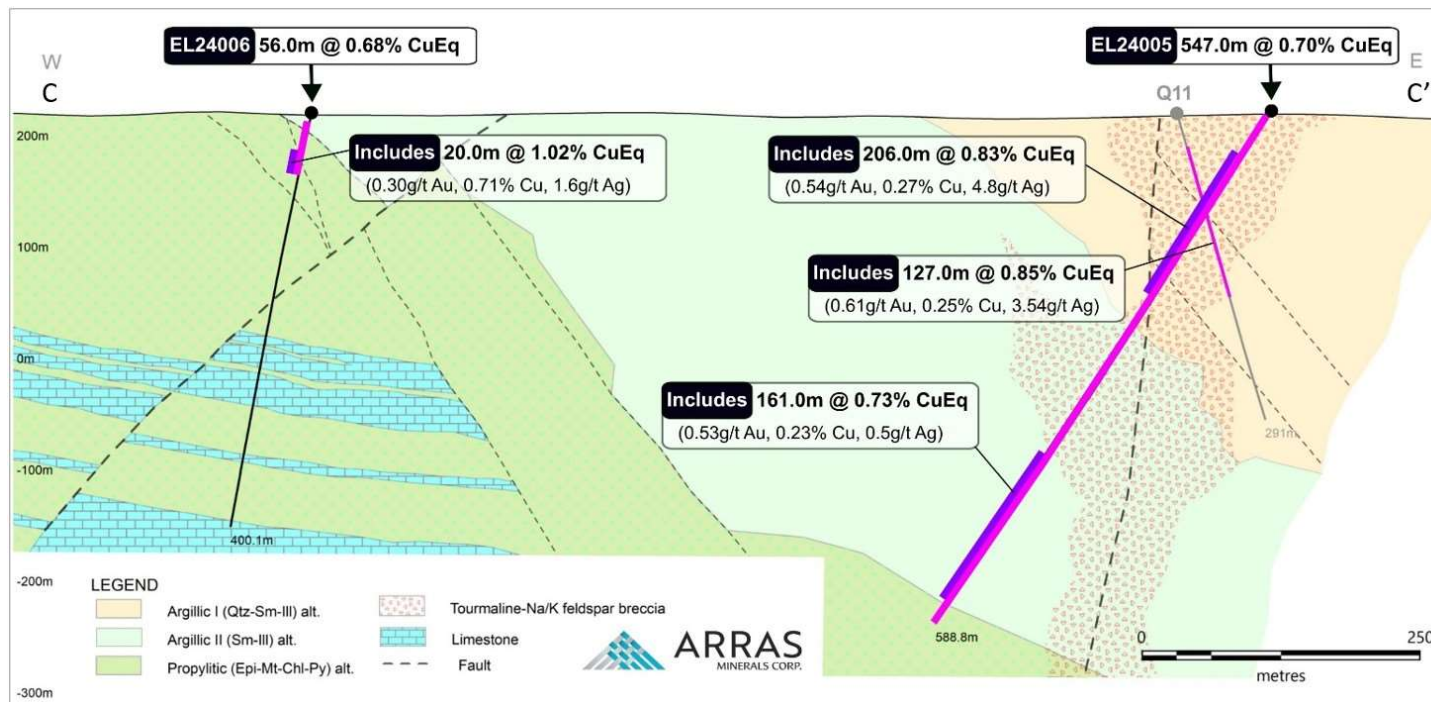 EL24006 56.0m @ 0.68% CuEq
EL24005 547.0m @ 0.70% CuEq
W
E
C
C'
Q11
200m
Includes 20.0m @ 1.02% CuEq
(0.30g/t Au, 0.71% Cu, 1.6g/t Ag)
Includes 206.0m @ 0.83% CuEq
(0.54g/t Au, 0.27% Cu, 4.8g/t Ag)
100m
Includes 127.0m @ 0.85% CuEq
(0.61g/t Au, 0.25% Cu, 3.54g/t Ag)
0m
Includes 161.0m @ 0.73% CuEq
(0.53g/t Au, 0.23% Cu, 0.5g/t Ag)
291m
-100m
400.1m
-200m
588.8m
LEGEND
Argillic I (Qtz-Sm-Ill) alt.
Argillic II (Sm-Ill) alt.
Propylitic (Epi-Mt-Chl-Py) alt.
Tourmaline-Na/K feldspar breccia
Limestone
Fault
ARRAS
MINERALS CORP.
0
250
metres
-300m